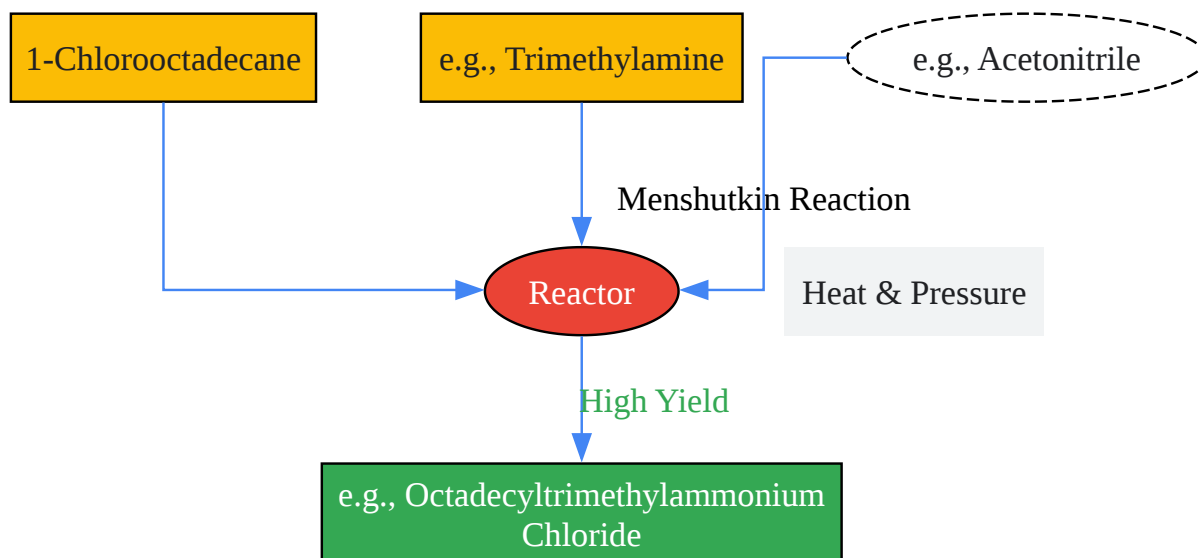 1-Chlorooctadecane
e.g., Trimethylamine
e.g., Acetonitrile
Menshutkin Reaction
Reactor
Heat & Pressure
High Yield
e.g., Octadecyltrimethylammonium
Chloride